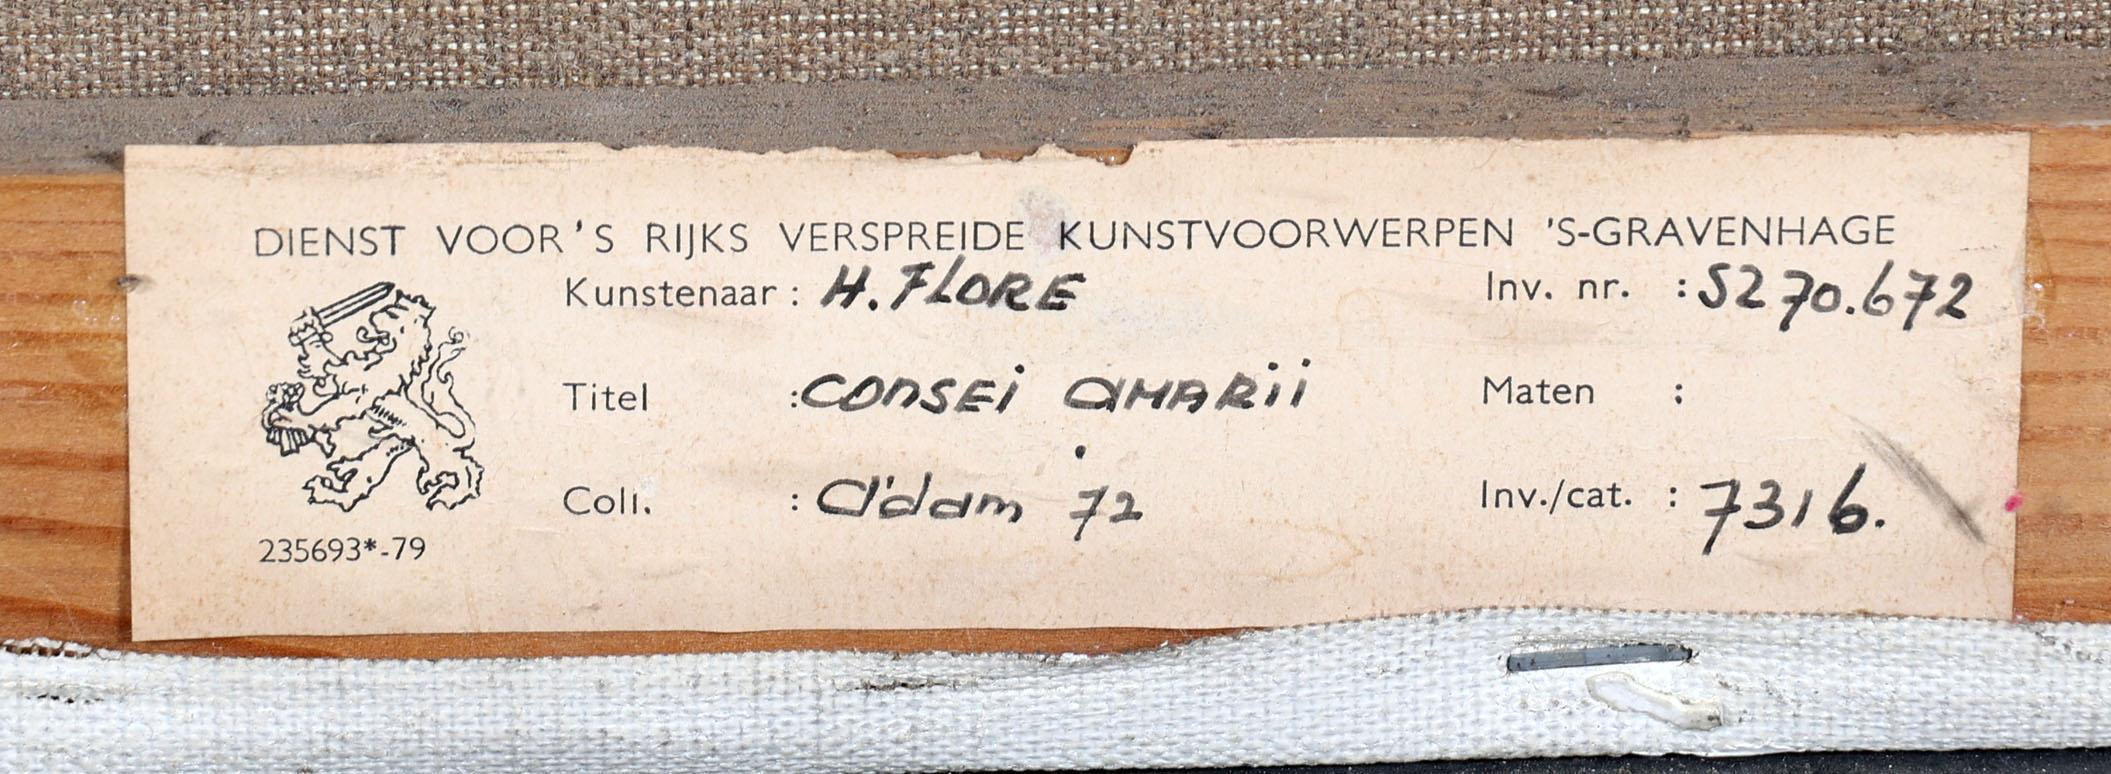 DIENST VOOR 'S RIJKS VERSPREIDE KUNSTVOORWERPEN 'S-GRAVENHAGE
Kunstenaar : H. FLORE Inv. nr. : S270.672
Titel : CONSEi AMARii Maten :
Coll. : A'dam 72 Inv./cat. : 7316.
235693*-79